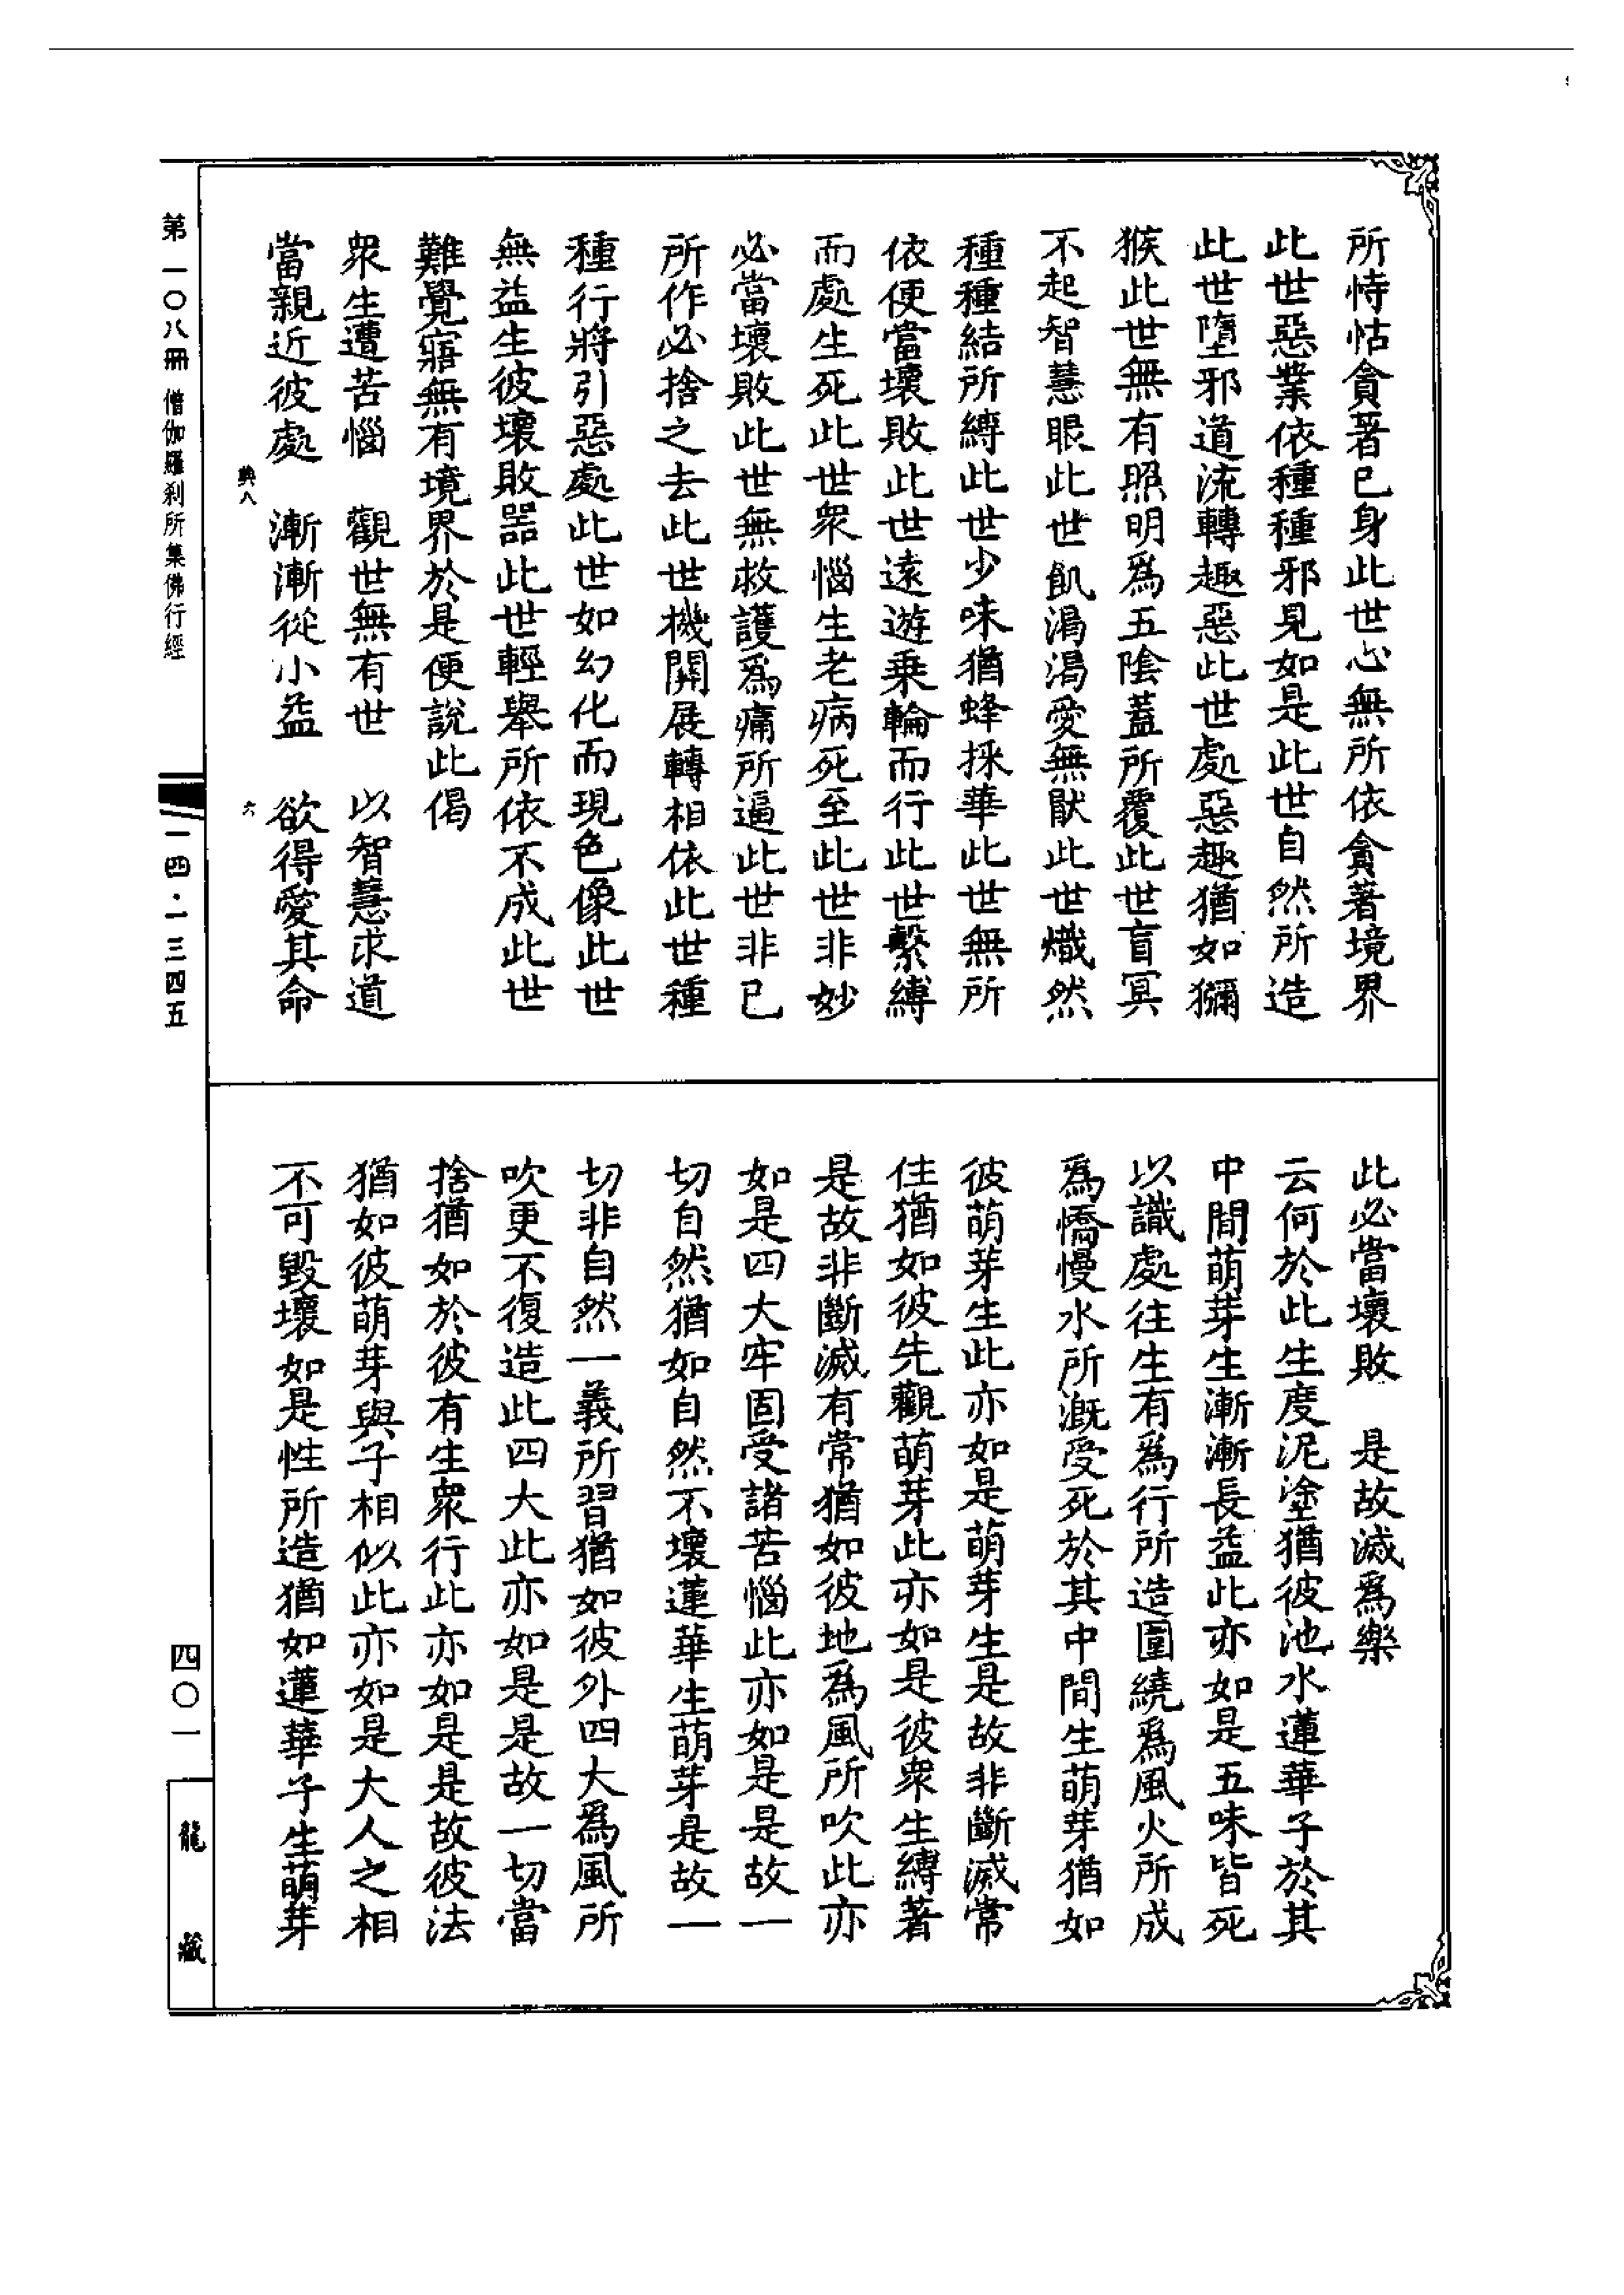 所恃怙貪著已身此世心無所依貪著境界
此世惡業依種種邪見如是此世自然所造
此世墮邪道流轉趣惡此世處惡趣猶如獼
猴此世無有照明爲五陰蓋所覆此世盲冥
不起智慧眼此世飢渴渴愛無猒此世熾然
種種結所縛此世少味猶蜂採華此世無所
依便當壞敗此世遠遊乗輪而行此世繫縛
而處生死此世衆惱生老病死至此世非妙
必當壞敗此世無救護爲痛所逼此世非已
所作必捨之去此世機關展轉相依此世種
種行將引惡處此世如幻化而現色像此世
無益生彼壞敗器此世輕舉所依不成此世
難覺寤無有境界於是便說此偈
衆生遭苦惱　觀世無有世　以智慧求道
當親近彼處　漸漸從小益　欲得愛其命
典八　六
此必當壞敗　是故滅爲樂
云何於此生度泥塗猶彼池水蓮華子於其
中間萌芽生漸漸長益此亦如是五味皆死
以識處往生有爲行所造圍繞爲風火所成
爲憍慢水所溉受死於其中間生萌芽猶如
彼萌芽生此亦如是萌芽生是故非斷滅常
住猶如彼先觀萌芽此亦如是彼衆生縛著
是故非斷滅有常猶如彼地爲風所吹此亦
如是四大牢固受諸苦惱此亦如是是故一
切自然猶如自然不壞蓮華生萌芽是故一
切非自然一義所習猶如彼外四大爲風所
吹更不復造此四大此亦如是是故一切當
捨猶如於彼有生衆行此亦如是是故彼法
猶如彼萌芽與子相似此亦如是大人之相
不可毀壞如是性所造猶如蓮華子生萌芽
第一〇八冊　僧伽羅刹所集佛行經
一四·一三四五
四〇一
龍藏